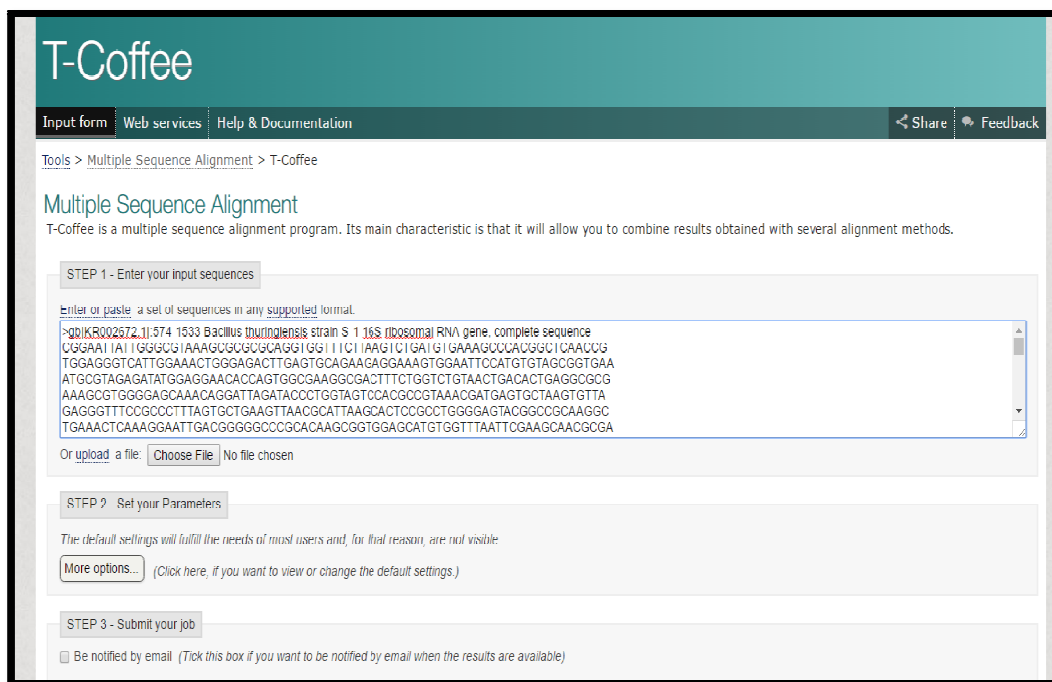 T-Coffee
Input form Web services Help & Documentation Share Feedback
Tools > Multiple Sequence Alignment > T-Coffee
Multiple Sequence Alignment
T-Coffee is a multiple sequence alignment program. Its main characteristic is that it will allow you to combine results obtained with several alignment methods.
STEP 1 - Enter your input sequences
Enter or paste a set of sequences in any supported format.
>gb|KR002672.1|:574-1533 Bacillus thuringiensis strain S-1 16S ribosomal RNA gene, complete sequence
CGGAATTATTGGGCGTAAAGCGCGCGCAGGTGGTTTCTTAAGTCTGATGTGAAAGCCCACGGCTCAACCG
TGGAGGGTCATTGGAAACTGGGAGACTTGAGTGCAGAAGAGGAAAGTGGAATTCCATGTGTAGCGGTGAA
ATGCGTAGAGATATGGAGGAACACCAGTGGCGAAGGCGACTTTCTGGTCTGTAACTGACACTGAGGCGCG
AAAGCGTGGGGAGCAAACAGGATTAGATACCCTGGTAGTCCACGCCGTAAACGATGAGTGCTAAGTGTTA
GAGGGTTTCCGCCCTTTAGTGCTGAAGTTAACGCATTAAGCACTCCGCCTGGGGAGTACGGCCGCAAGGC
TGAAACTCAAAGGAATTGACGGGGGCCCGCACAAGCGGTGGAGCATGTGGTTTAATTCGAAGCAACGCGA
Or upload a file: Choose File No file chosen
STEP 2 - Set your Parameters
The default settings will fulfill the needs of most users and, for that reason, are not visible
More options... (Click here, if you want to view or change the default settings.)
STEP 3 - Submit your job
Be notified by email (Tick this box if you want to be notified by email when the results are available)